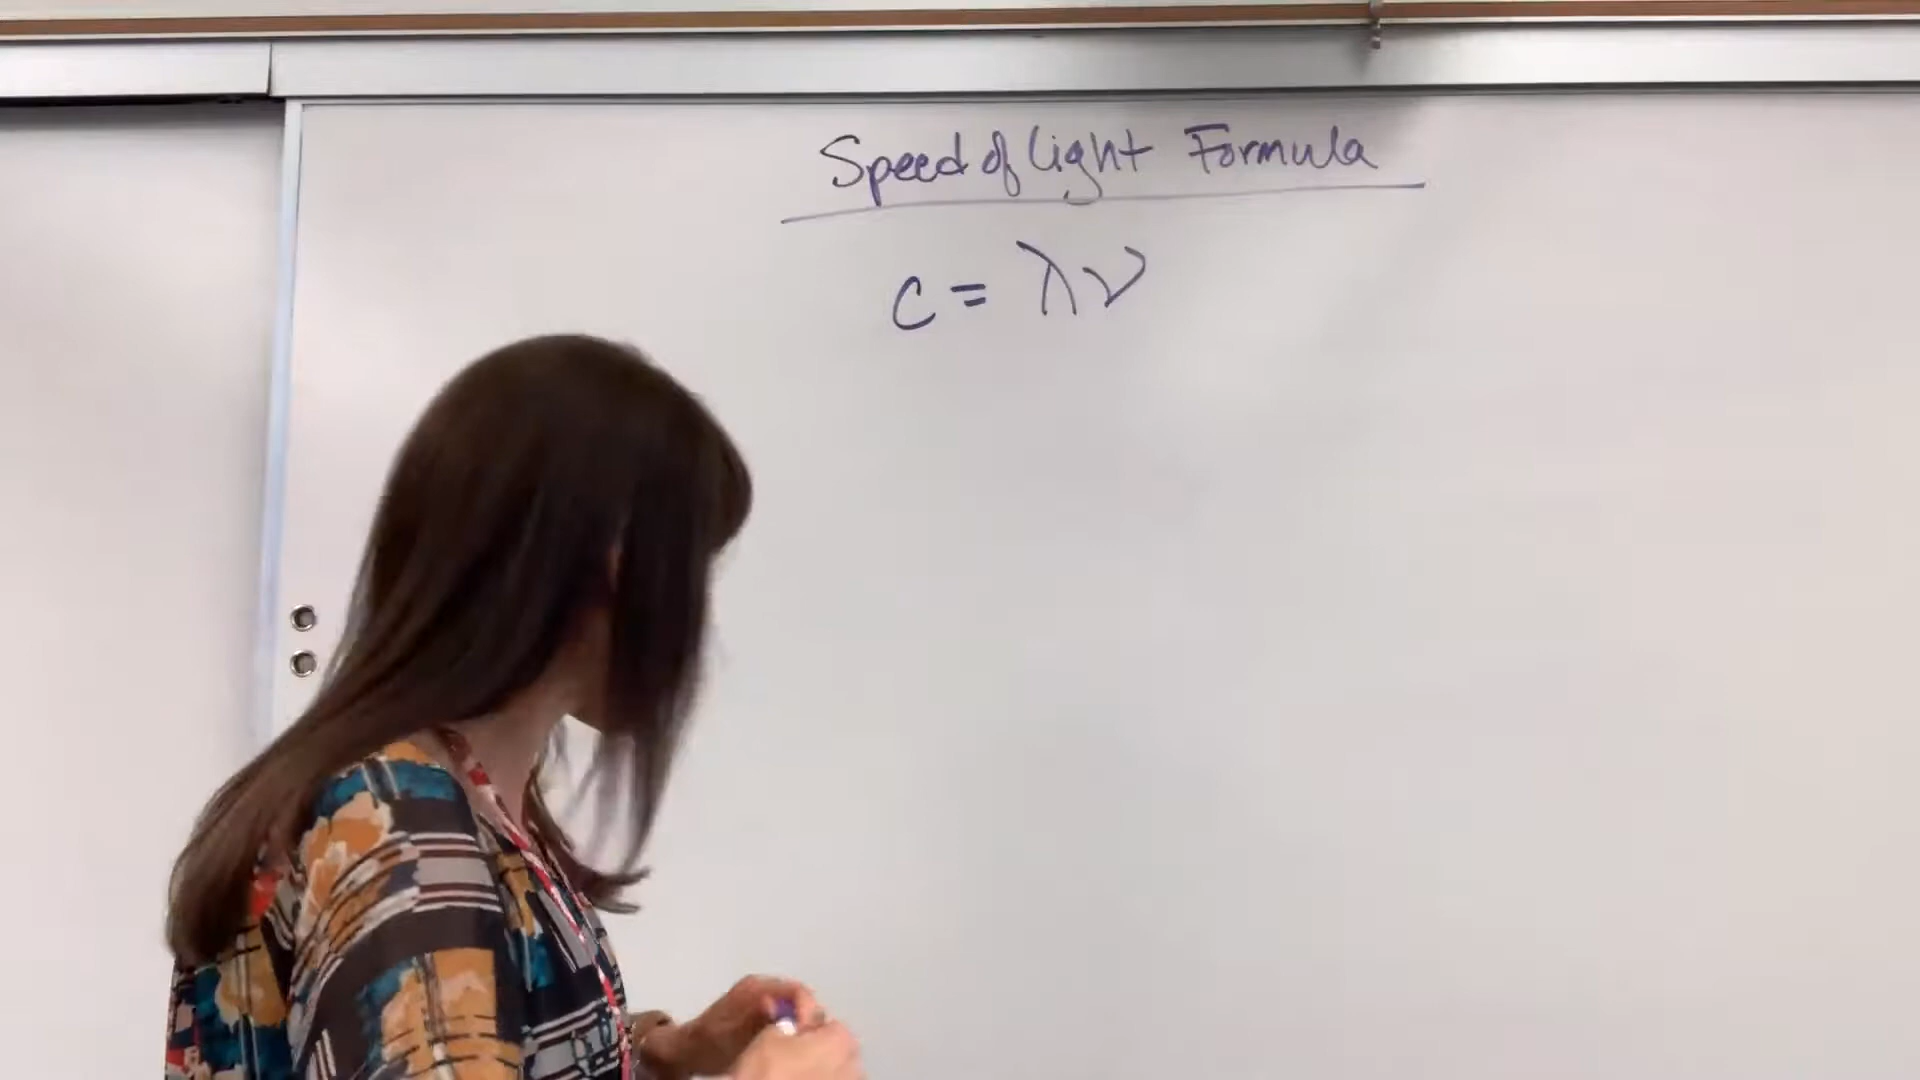 Speed of light Formula
c = λν